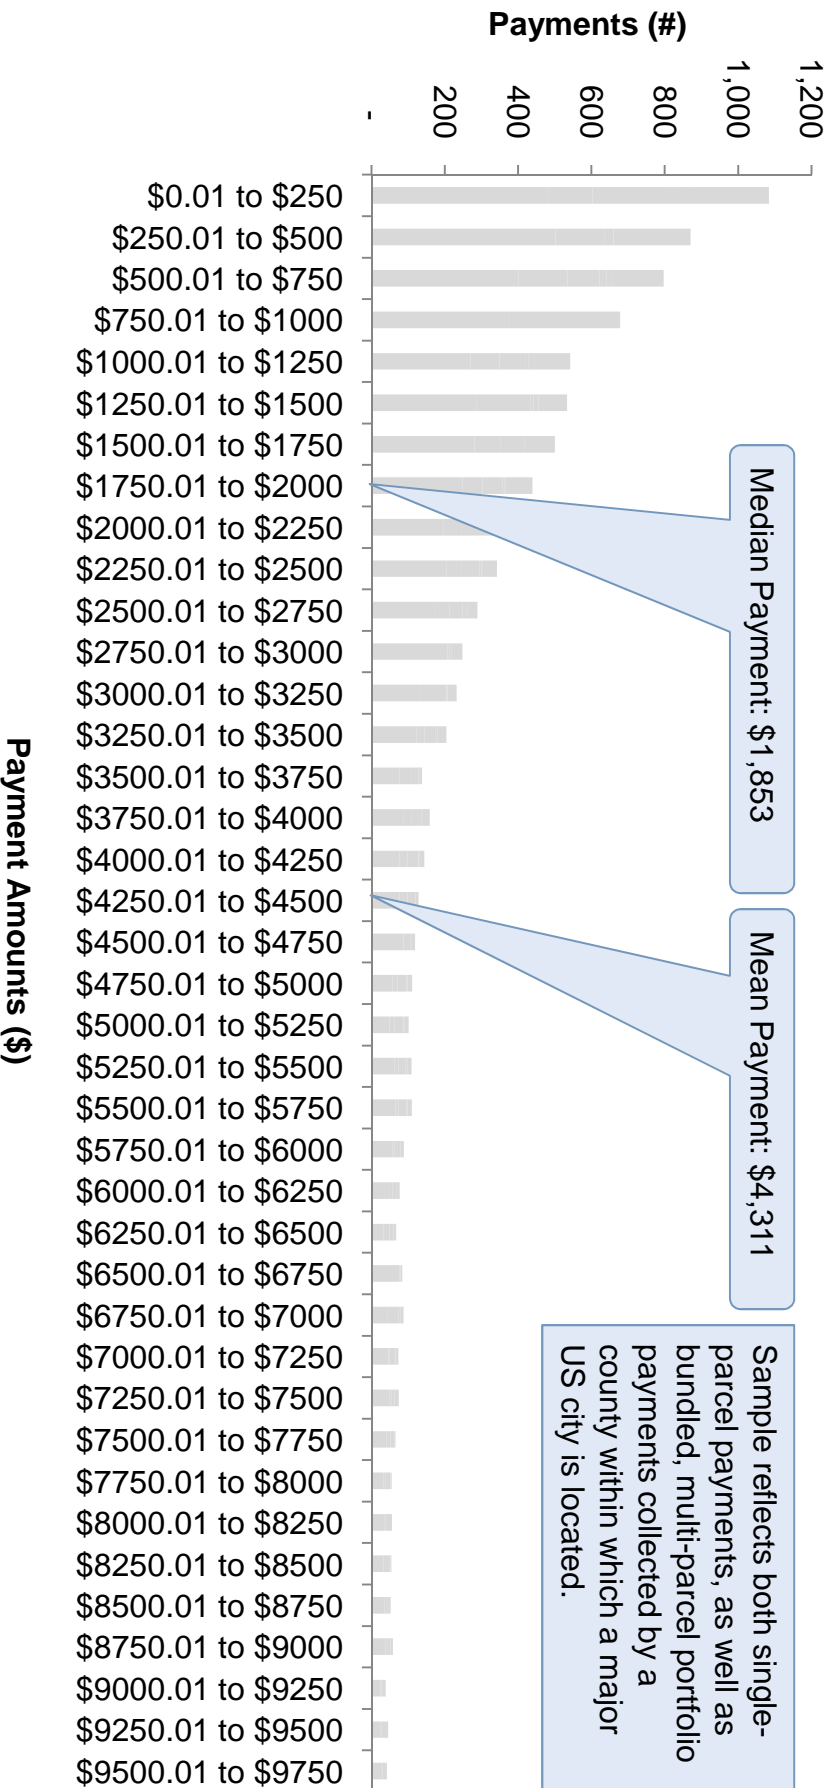 Payments (#)
1,200
1,000
800
600
400
200
-
$0.01 to $250
$250.01 to $500
$500.01 to $750
$750.01 to $1000
$1000.01 to $1250
$1250.01 to $1500
$1500.01 to $1750
$1750.01 to $2000
$2000.01 to $2250
$2250.01 to $2500
$2500.01 to $2750
$2750.01 to $3000
$3000.01 to $3250
$3250.01 to $3500
$3500.01 to $3750
$3750.01 to $4000
$4000.01 to $4250
$4250.01 to $4500
$4500.01 to $4750
$4750.01 to $5000
$5000.01 to $5250
$5250.01 to $5500
$5500.01 to $5750
$5750.01 to $6000
$6000.01 to $6250
$6250.01 to $6500
$6500.01 to $6750
$6750.01 to $7000
$7000.01 to $7250
$7250.01 to $7500
$7500.01 to $7750
$7750.01 to $8000
$8000.01 to $8250
$8250.01 to $8500
$8500.01 to $8750
$8750.01 to $9000
$9000.01 to $9250
$9250.01 to $9500
$9500.01 to $9750
Payment Amounts ($)
Median Payment: $1,853
Mean Payment: $4,311
Sample reflects both single-
parcel payments, as well as
bundled, multi-parcel portfolio
payments collected by a
county within which a major
US city is located.